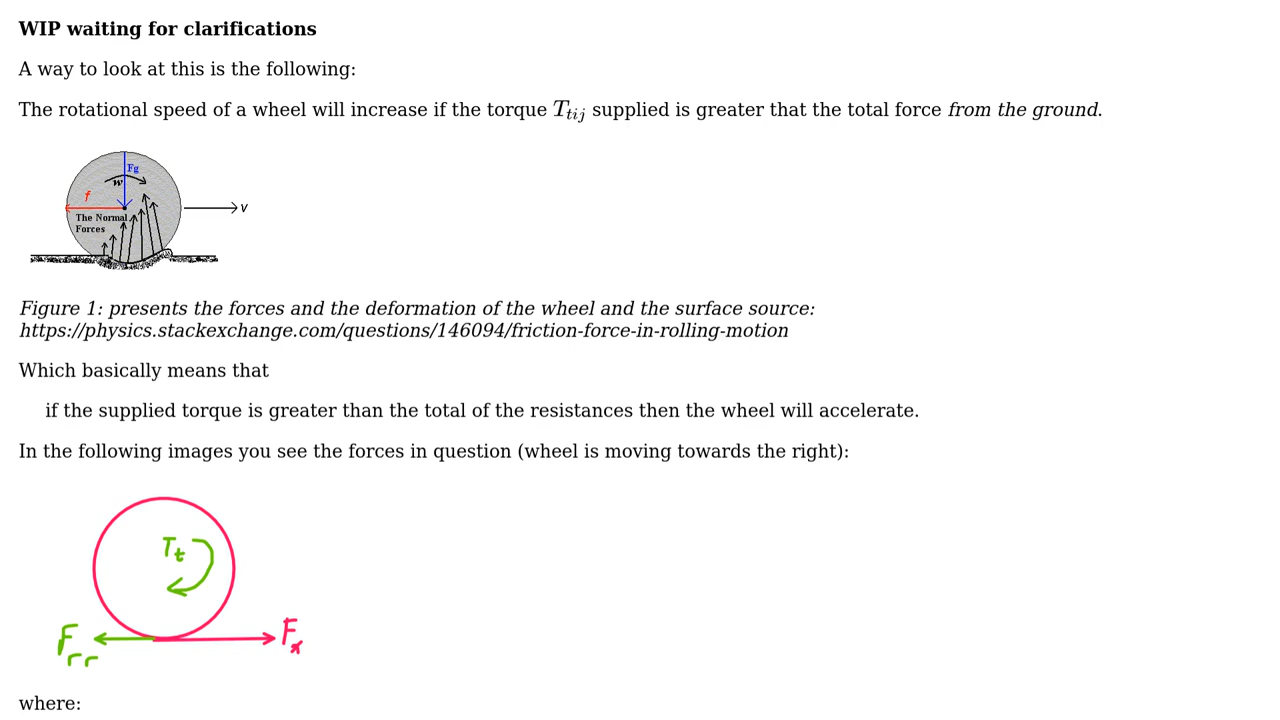 WIP waiting for clarifications
A way to look at this is the following:
The rotational speed of a wheel will increase if the torque T_{tij} supplied is greater that the total force from the ground.
Fg
w
f
v
The Normal
Forces
Figure 1: presents the forces and the deformation of the wheel and the surface source:
https://physics.stackexchange.com/questions/146094/friction-force-in-rolling-motion
Which basically means that
if the supplied torque is greater than the total of the resistances then the wheel will accelerate.
In the following images you see the forces in question (wheel is moving towards the right):
T_t
F_{rr}
F_x
where: